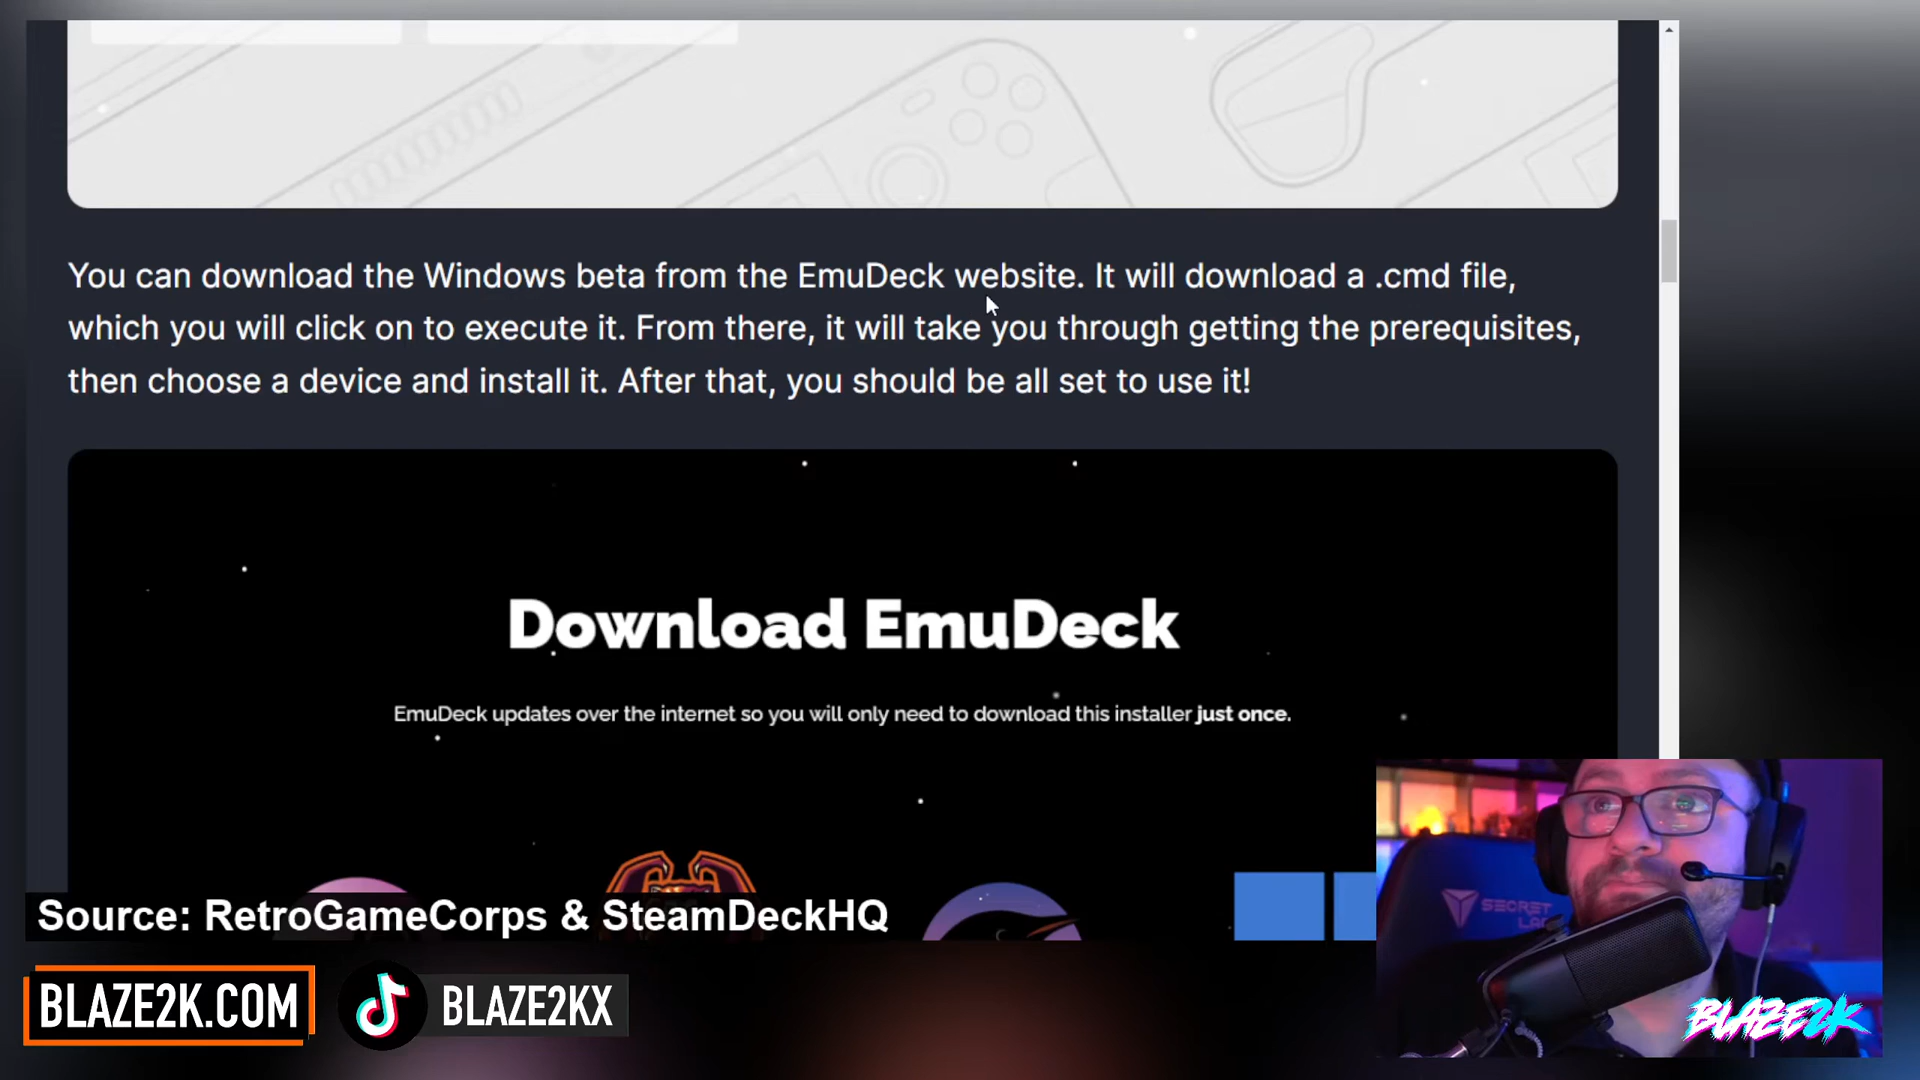 You can download the Windows beta from the EmuDeck website. It will download a .cmd file,
which you will click on to execute it. From there, it will take you through getting the prerequisites,
then choose a device and install it. After that, you should be all set to use it!
Download EmuDeck
EmuDeck updates over the internet so you will only need to download this installer just once.
Source: RetroGameCorps & SteamDeckHQ
BLAZE2K.COM
BLAZE2KX
SECRET
LAB
BLAZE2K